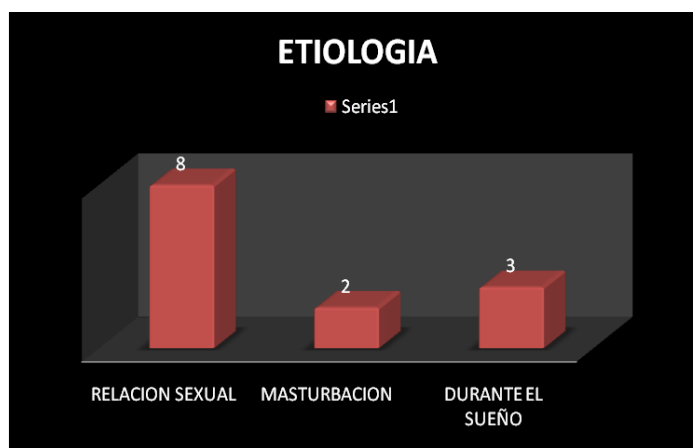 ETIOLOGIA
Series1
8
2
3
RELACION SEXUAL
MASTURBACION
DURANTE EL
SUEÑO